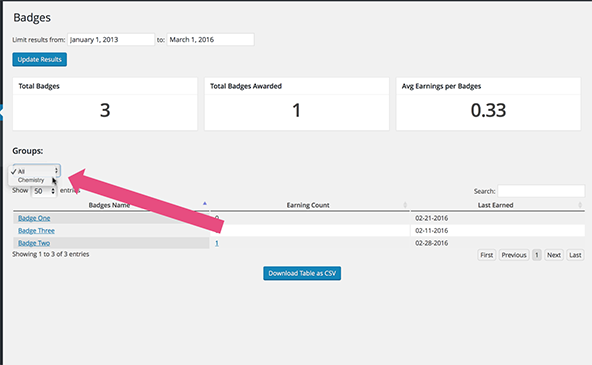 Badges
Limit results from: January 1, 2013 to: March 1, 2016
Update Results
Total Badges Total Badges Awarded Avg Earnings per Badges
3 1 0.33
Groups:
✓ All
Chemistry
Show 50 entries
Search:
Badges Name Earning Count Last Earned
Badge One 0 02-21-2016
Badge Three 02-11-2016
Badge Two 1 02-28-2016
Showing 1 to 3 of 3 entries
First Previous 1 Next Last
Download Table as CSV